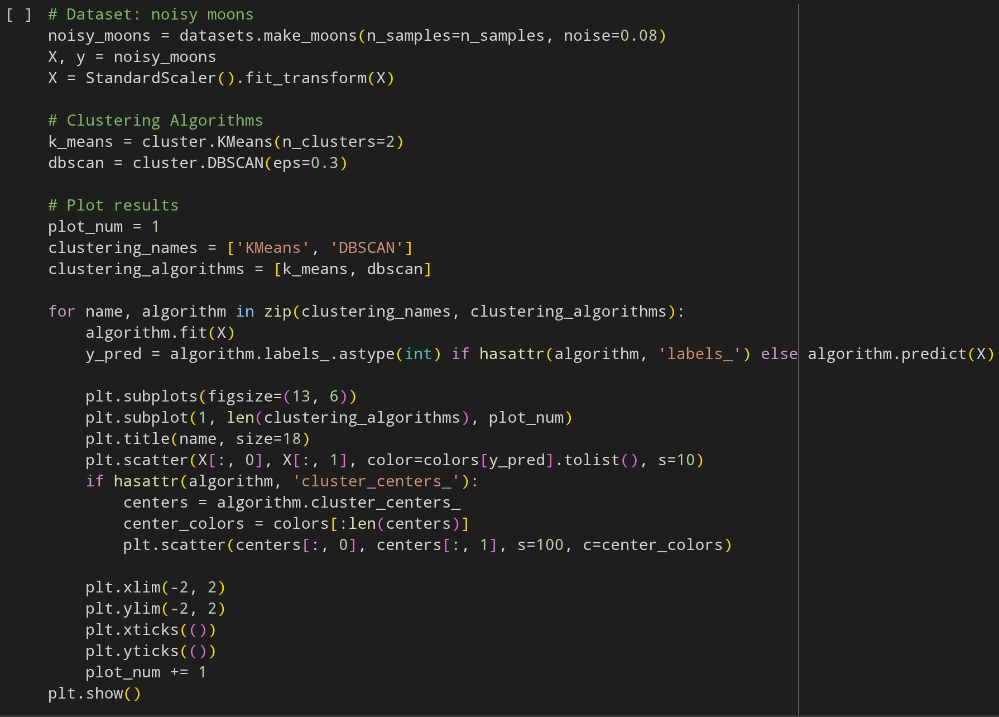 [ ] # Dataset: noisy moons
noisy_moons = datasets.make_moons(n_samples=n_samples, noise=0.08)
X, y = noisy_moons
X = StandardScaler().fit_transform(X)

# Clustering Algorithms
k_means = cluster.KMeans(n_clusters=2)
dbscan = cluster.DBSCAN(eps=0.3)

# Plot results
plot_num = 1
clustering_names = ['KMeans', 'DBSCAN']
clustering_algorithms = [k_means, dbscan]

for name, algorithm in zip(clustering_names, clustering_algorithms):
    algorithm.fit(X)
    y_pred = algorithm.labels_.astype(int) if hasattr(algorithm, 'labels_') else algorithm.predict(X)

    plt.subplots(figsize=(13, 6))
    plt.subplot(1, len(clustering_algorithms), plot_num)
    plt.title(name, size=18)
    plt.scatter(X[:, 0], X[:, 1], color=colors[y_pred].tolist(), s=10)
    if hasattr(algorithm, 'cluster_centers_'):
        centers = algorithm.cluster_centers_
        center_colors = colors[:len(centers)]
        plt.scatter(centers[:, 0], centers[:, 1], s=100, c=center_colors)

    plt.xlim(-2, 2)
    plt.ylim(-2, 2)
    plt.xticks(())
    plt.yticks(())
    plot_num += 1
plt.show()